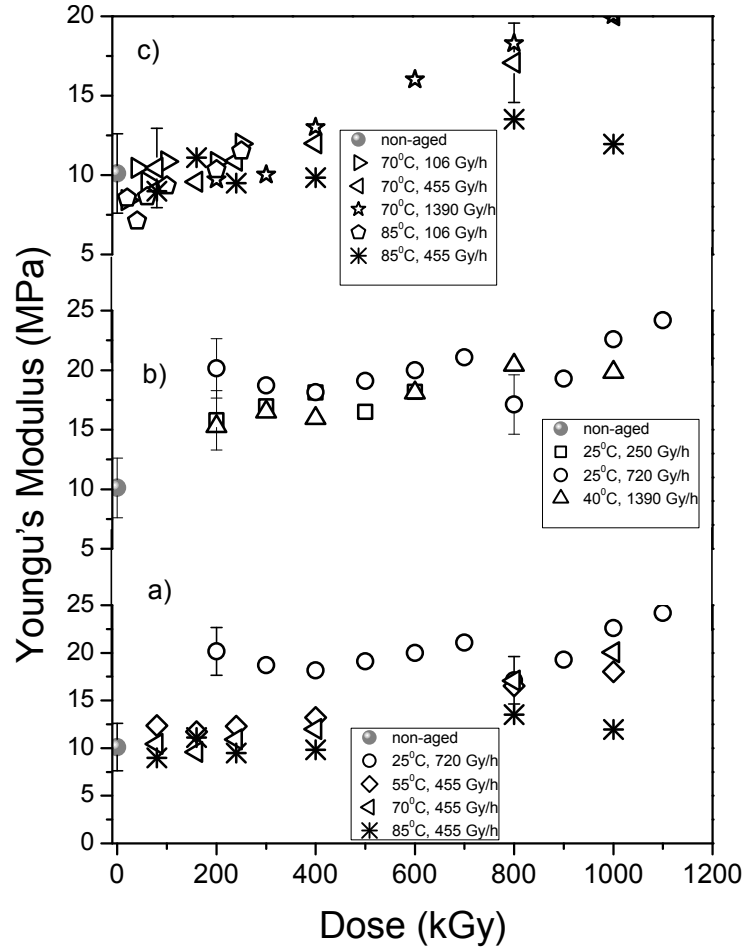 c)
20
15
10
5
non-aged
70⁰C, 106 Gy/h
70⁰C, 455 Gy/h
70⁰C, 1390 Gy/h
85⁰C, 106 Gy/h
85⁰C, 455 Gy/h
b)
25
20
15
10
5
non-aged
25⁰C, 250 Gy/h
25⁰C, 720 Gy/h
40⁰C, 1390 Gy/h
a)
25
20
15
10
5
0
non-aged
25⁰C, 720 Gy/h
55⁰C, 455 Gy/h
70⁰C, 455 Gy/h
85⁰C, 455 Gy/h
Youngu's Modulus (MPa)
0 200 400 600 800 1000 1200
Dose (kGy)